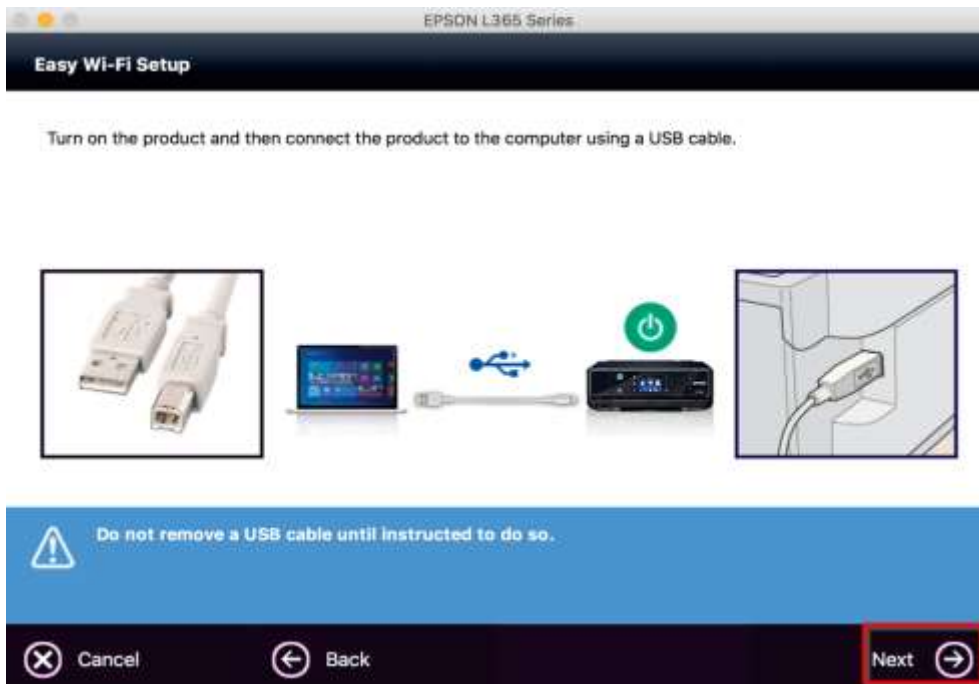 EPSON L365 Series
Easy Wi-Fi Setup
Turn on the product and then connect the product to the computer using a USB cable.
Do not remove a USB cable until instructed to do so.
Cancel
Back
Next